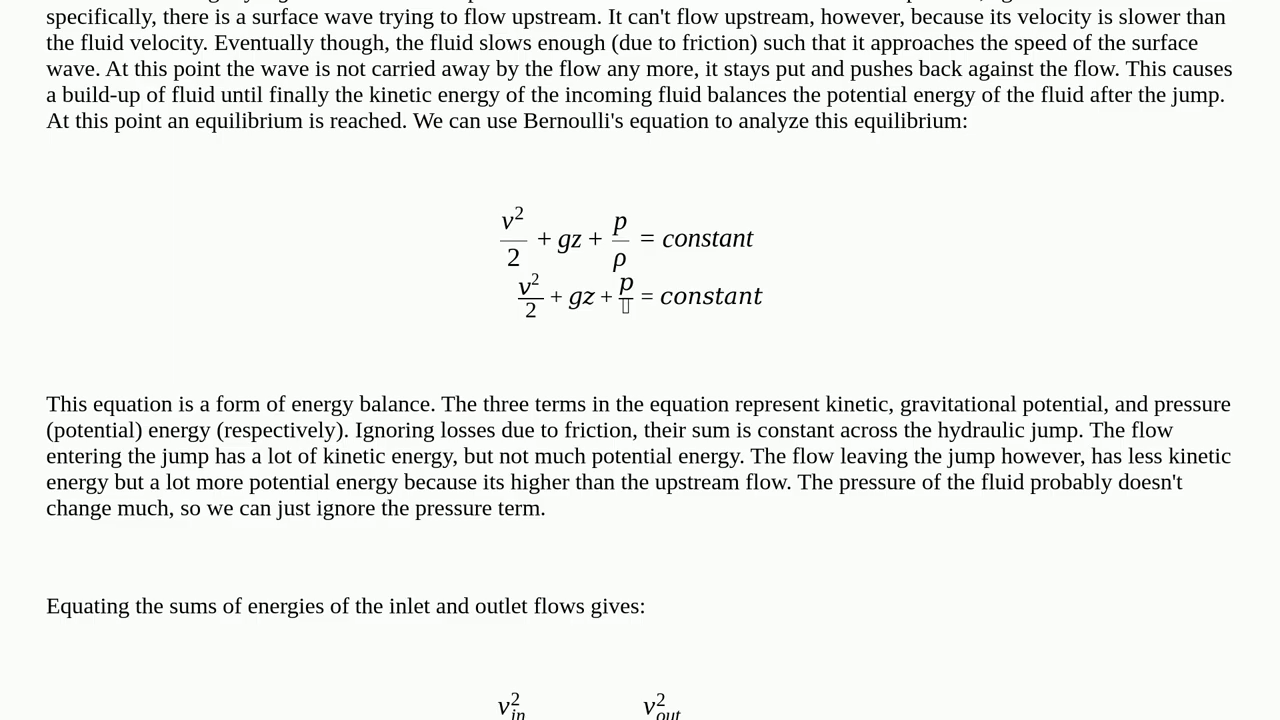 specifically, there is a surface wave trying to flow upstream. It can't flow upstream, however, because its velocity is slower than
the fluid velocity. Eventually though, the fluid slows enough (due to friction) such that it approaches the speed of the surface
wave. At this point the wave is not carried away by the flow any more, it stays put and pushes back against the flow. This causes
a build-up of fluid until finally the kinetic energy of the incoming fluid balances the potential energy of the fluid after the jump.
At this point an equilibrium is reached. We can use Bernoulli's equation to analyze this equilibrium:
v²/2 + gz + p/ρ = constant
v²/2 + gz + p/▯ = constant
This equation is a form of energy balance. The three terms in the equation represent kinetic, gravitational potential, and pressure
(potential) energy (respectively). Ignoring losses due to friction, their sum is constant across the hydraulic jump. The flow
entering the jump has a lot of kinetic energy, but not much potential energy. The flow leaving the jump however, has less kinetic
energy but a lot more potential energy because its higher than the upstream flow. The pressure of the fluid probably doesn't
change much, so we can just ignore the pressure term.
Equating the sums of energies of the inlet and outlet flows gives:
v²in v²out